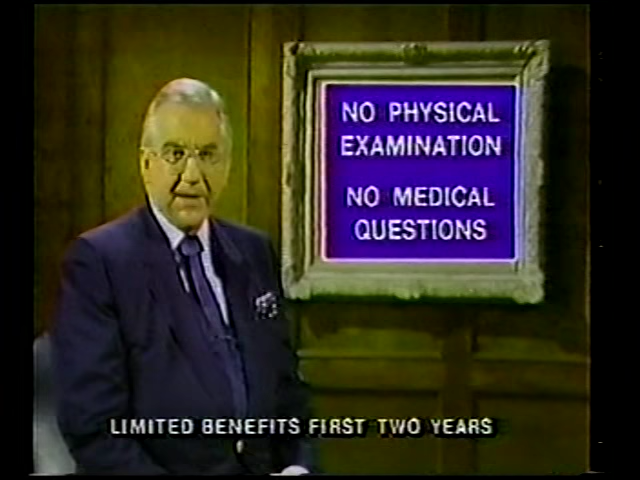 NO PHYSICAL
EXAMINATION
NO MEDICAL
QUESTIONS
LIMITED BENEFITS FIRST TWO YEARS